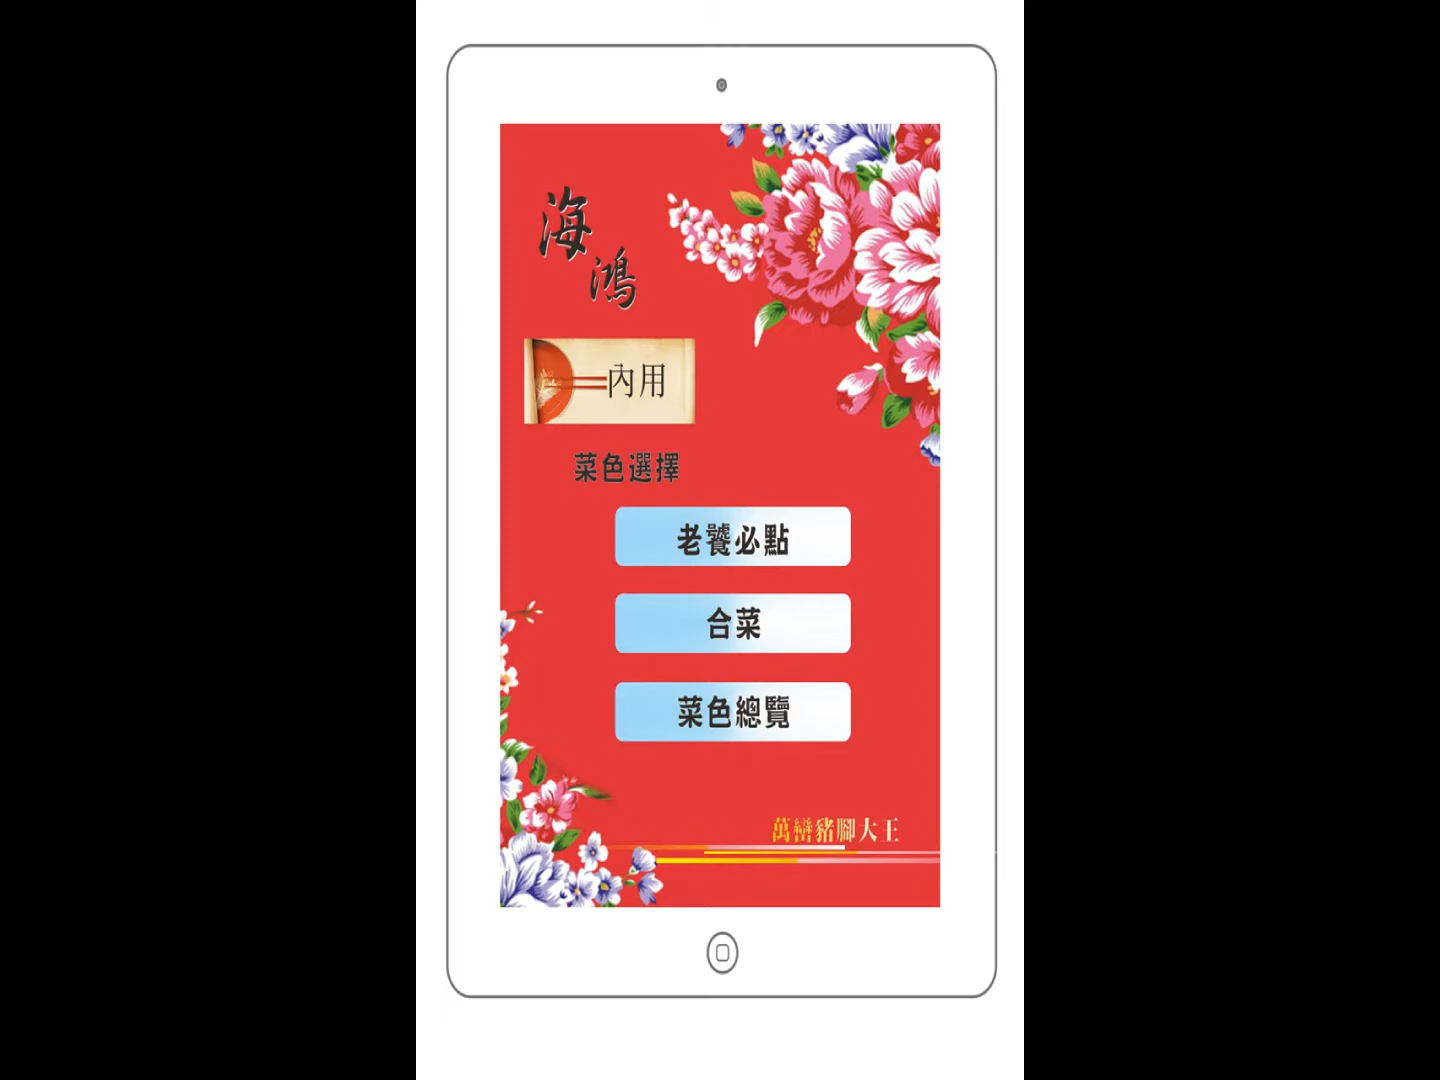 海鴻
內用
菜色選擇
老饕必點
合菜
菜色總覽
萬巒豬腳大王